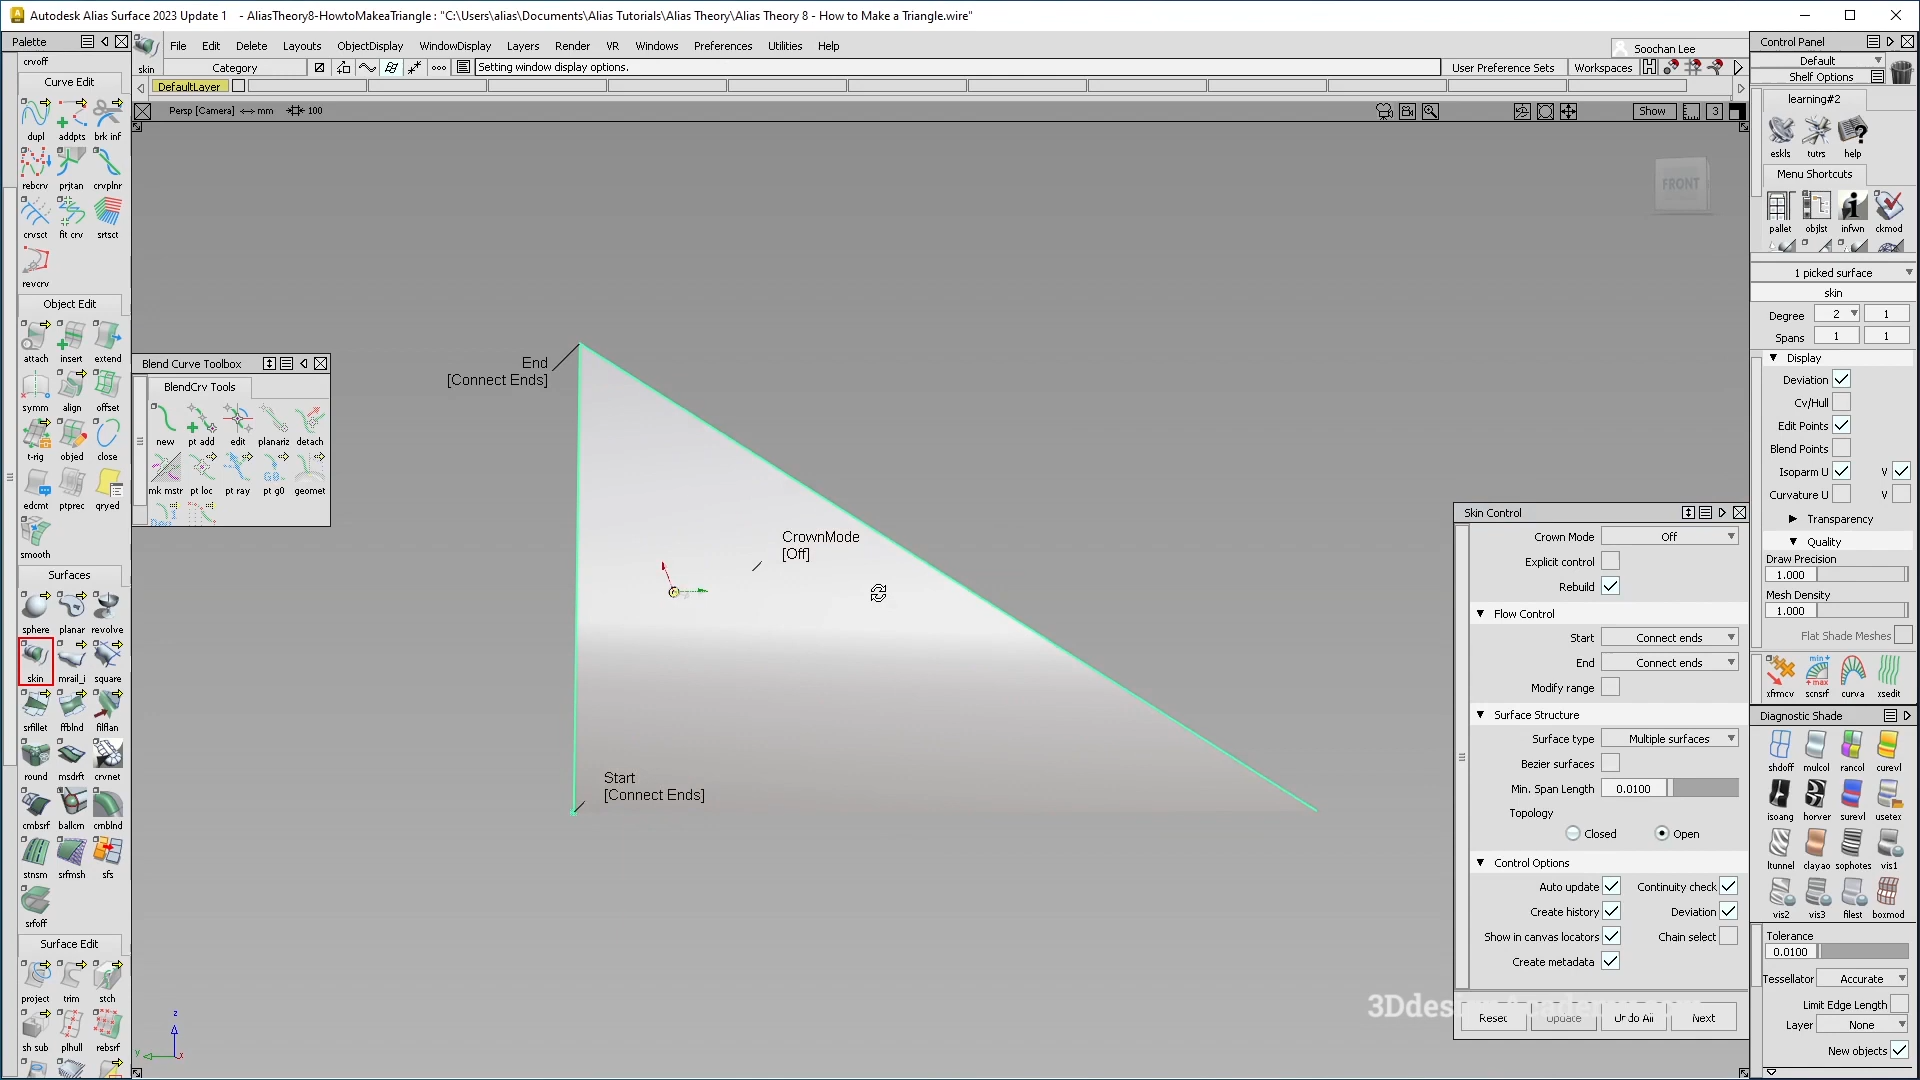 Autodesk Alias Surface 2023 Update 1 - AliasTheory8-HowtoMakeaTriangle : "C:\Users\alias\Documents\Alias Tutorials\Alias Theory\Alias Theory 8 - How to Make a Triangle.wire"
Palette
File Edit Delete Layouts ObjectDisplay WindowDisplay Layers Render VR Windows Preferences Utilities Help
Soochan Lee
skin
Category
Setting window display options.
User Preference Sets
Workspaces
DefaultLayer
Persp [Camera] mm 100
Show
3
crvoff
Curve Edit
dupl addpts brk inf
rebcrv prjtan crvplnr
crvsct fit crv srtsct
revcrv
Object Edit
attach insert extend
symm align offset
t-rig objed close
edcmt ptprec qryed
smooth
Surfaces
sphere planar revolve
skin mrail_i square
srfillet ffblnd filflan
round msdrft crvnet
cmbsrf ballcrn crnblnd
stnsm srfmsh sfs
srfoff
Surface Edit
project trim stch
sh sub plhull rebsrf
Blend Curve Toolbox
BlendCrv Tools
new pt add edit planariz detach
mk mstr pt loc pt ray pt g0 geomet
FRONT
End
[Connect Ends]
CrownMode
[Off]
Start
[Connect Ends]
z
y
x
Skin Control
Crown Mode Off
Explicit control
Rebuild
Flow Control
Start Connect ends
End Connect ends
Modify range
Surface Structure
Surface type Multiple surfaces
Bezier surfaces
Min. Span Length 0.0100
Topology
Closed Open
Control Options
Auto update Continuity check
Create history Deviation
Show in canvas locators Chain select
Create metadata
Reset Update Undo All Next
Control Panel
Default
Shelf Options
learning#2
eskls tutrs help
Menu Shortcuts
pallet objlst infwn ckmod
1 picked surface
skin
Degree 2 1
Spans 1 1
Display
Deviation
Cv/Hull
Edit Points
Blend Points
Isoparm U V
Curvature U V
Transparency
Quality
Draw Precision
1.000
Mesh Density
1.000
Flat Shade Meshes
xfrmcv scnsrf curva xsedit
Diagnostic Shade
shdoff mulcol rancol curevl
isoang horver surevl usetex
ltunnel clayao sophotes vis1
vis2 vis3 filest boxmod
Tolerance
0.0100
Tessellator Accurate
Limit Edge Length
Layer None
New objects